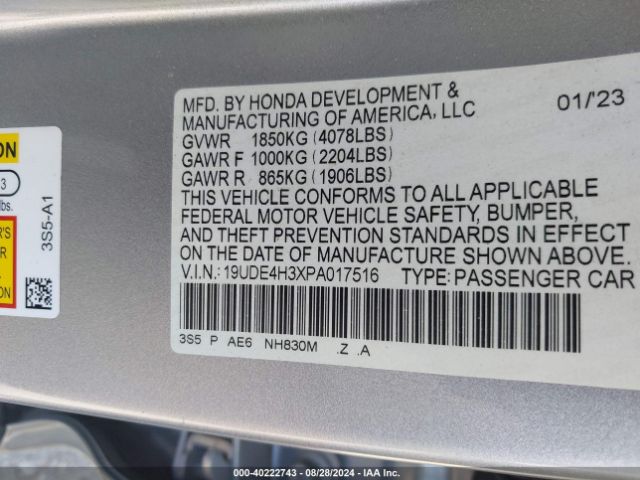 MFD. BY HONDA DEVELOPMENT &
MANUFACTURING OF AMERICA, LLC 01/'23
GVWR 1850KG (4078LBS)
GAWR F 1000KG (2204LBS)
GAWR R 865KG (1906LBS)
THIS VEHICLE CONFORMS TO ALL APPLICABLE
FEDERAL MOTOR VEHICLE SAFETY, BUMPER,
AND THEFT PREVENTION STANDARDS IN EFFECT
ON THE DATE OF MANUFACTURE SHOWN ABOVE.
V.I.N.: 19UDE4H3XPA017516 TYPE: PASSENGER CAR
3S5 P AE6 NH830M .Z .A
ON
3
lbs.
R'S
R
3S5-A1
000-40222743 - 08/28/2024 - IAA Inc.